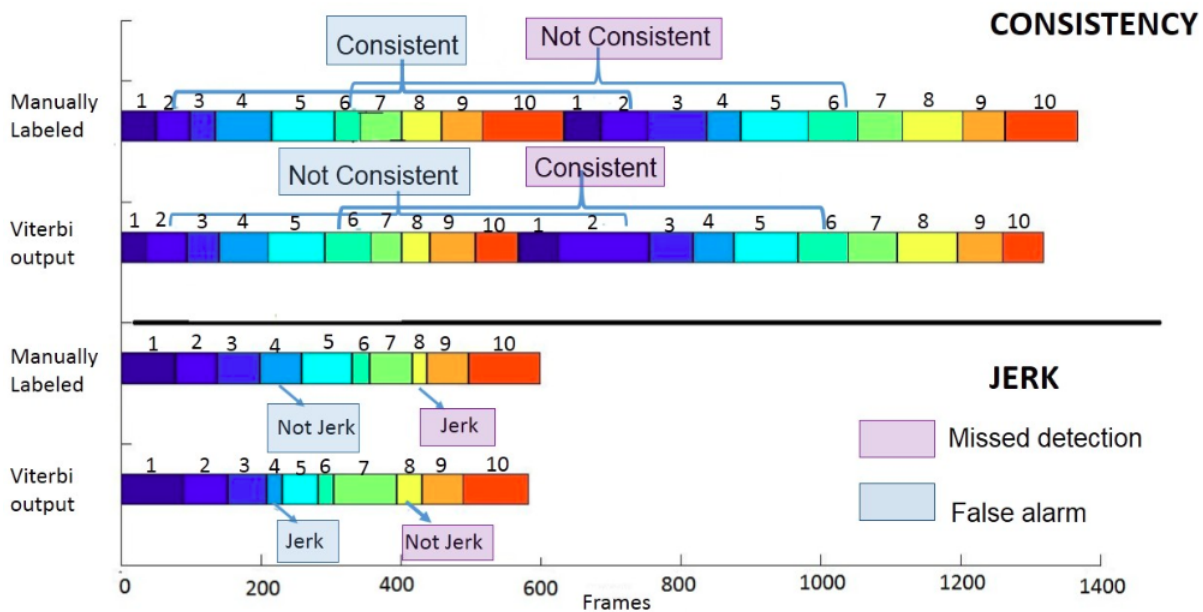 CONSISTENCY
Consistent
Not Consistent
Manually
Labeled
1 2 3 4 5 6 7 8 9 10 1 2 3 4 5 6 7 8 9 10
Not Consistent
Consistent
Viterbi
output
1 2 3 4 5 6 7 8 9 10 1 2 3 4 5 6 7 8 9 10
Manually
Labeled
1 2 3 4 5 6 7 8 9 10
JERK
Not Jerk
Jerk
Missed detection
Viterbi
output
1 2 3 4 5 6 7 8 9 10
False alarm
Jerk
Not Jerk
0 200 400 600 800 1000 1200 1400
Frames